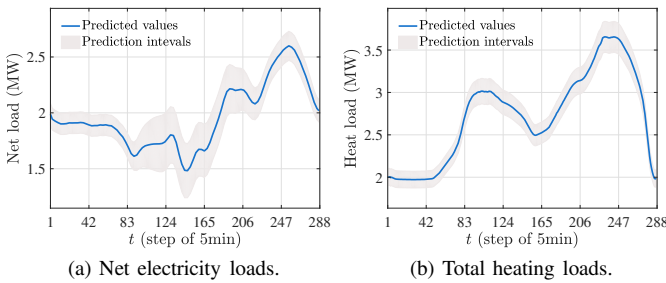 Predicted values
Prediction intevals
Net load (MW)
2.5
2
1.5
1 42 83 124 165 206 247 288
t (step of 5min)
(a) Net electricity loads.
Predicted values
Prediction intervals
Heat load (MW)
3.5
3
2.5
2
1 42 83 124 165 206 247 288
t (step of 5min)
(b) Total heating loads.